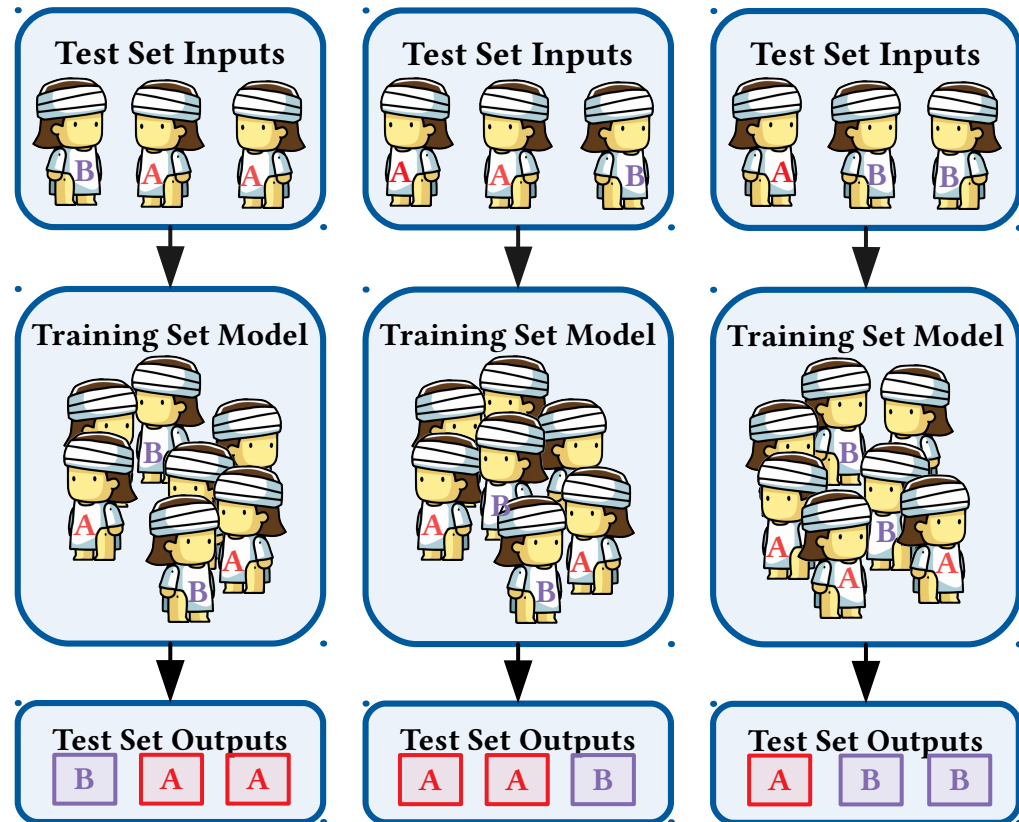 Test Set Inputs
B A A
Training Set Model
B
A
A
B
Test Set Outputs
B A A
Test Set Inputs
A A B
Training Set Model
B
A
A
B
Test Set Outputs
A A B
Test Set Inputs
A B B
Training Set Model
B
B
A
A
A
Test Set Outputs
A B B